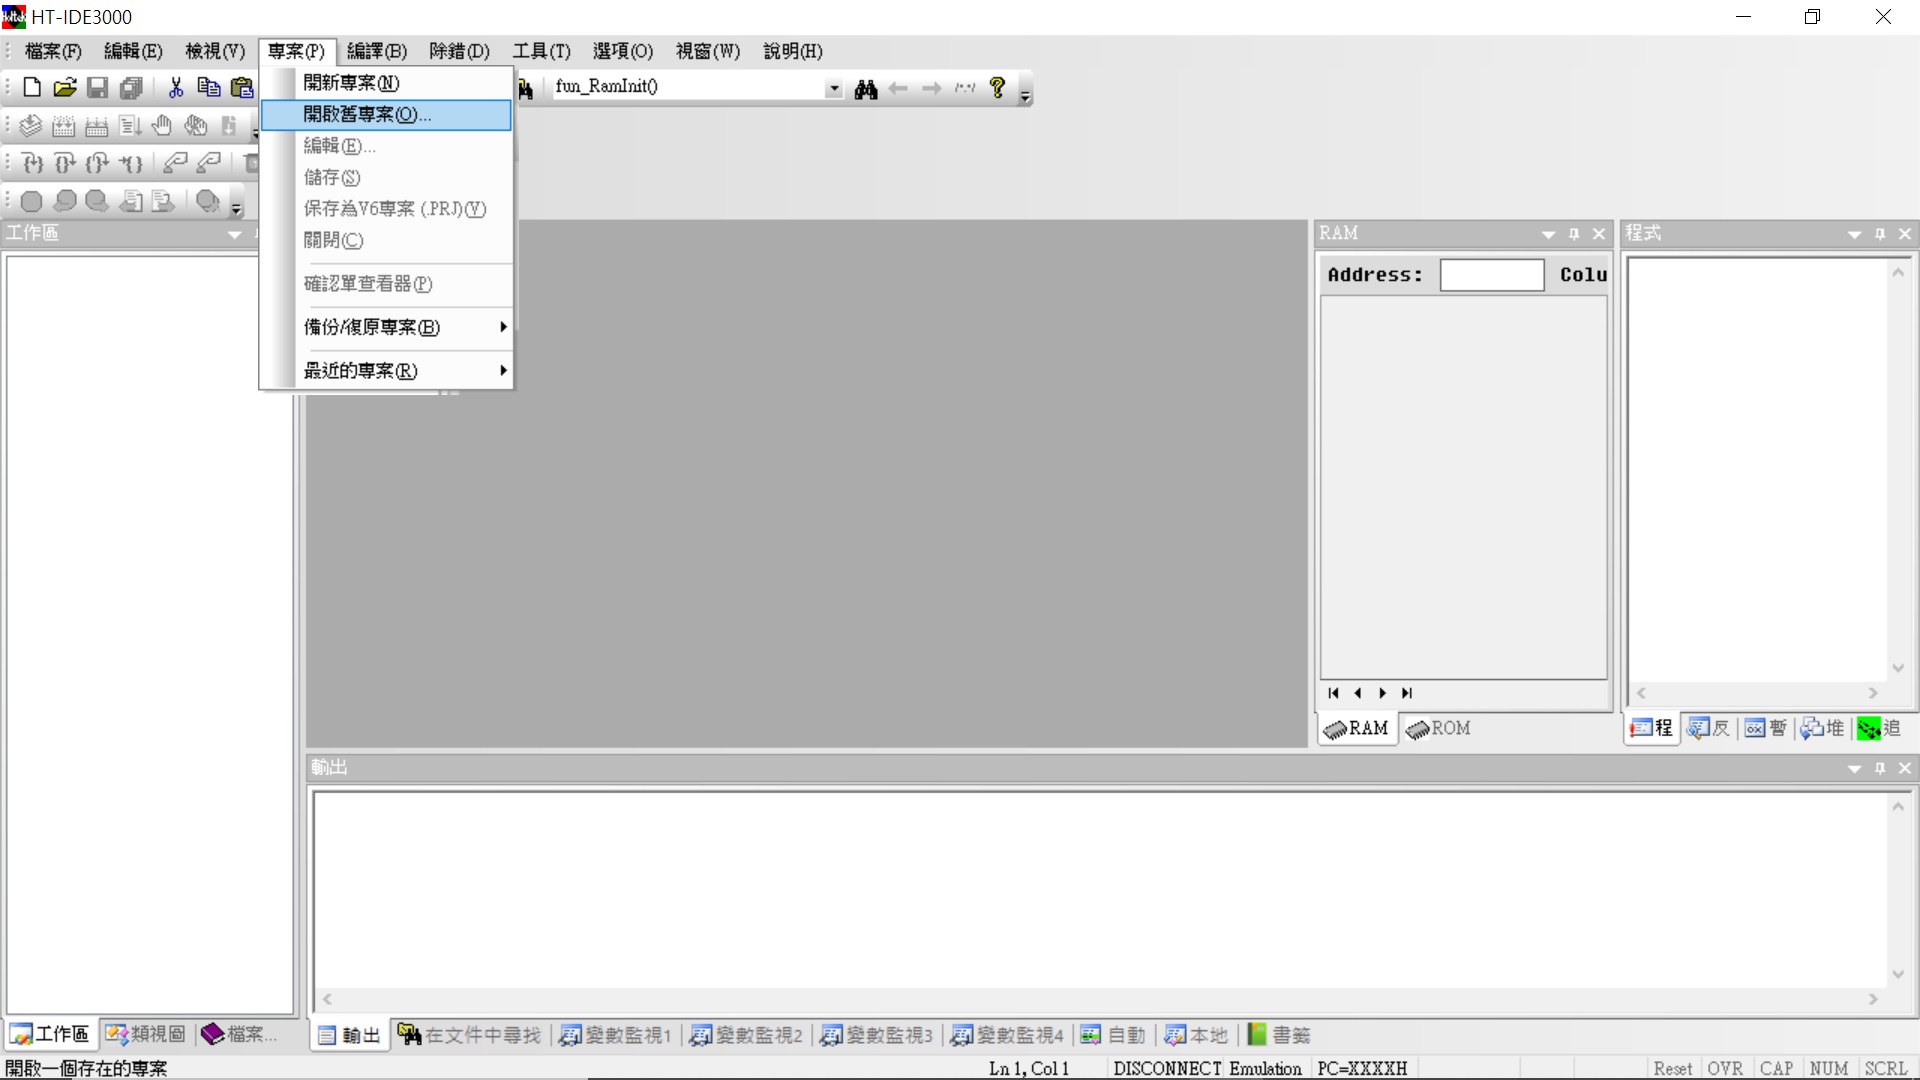 HT-IDE3000
檔案(F) 編輯(E) 檢視(V) 專案(P) 編譯(B) 除錯(D) 工具(T) 選項(O) 視窗(W) 說明(H)
開新專案(N)
fun_RamInit()
開啟舊專案(O)...
編輯(E)...
儲存(S)
保存為V6專案 (.PRJ)(V)
關閉(C)
確認單查看器(P)
備份/復原專案(B)
最近的專案(R)
工作區
RAM
程式
Address:
Colu
RAM
ROM
程
反
暫
堆
追
輸出
工作區
類視圖
檔案...
輸出
在文件中尋找
變數監視1
變數監視2
變數監視3
變數監視4
自動
本地
書籤
開啟一個存在的專案
Ln 1, Col 1
DISCONNECT Emulation
PC=XXXXH
Reset OVR CAP NUM SCRL